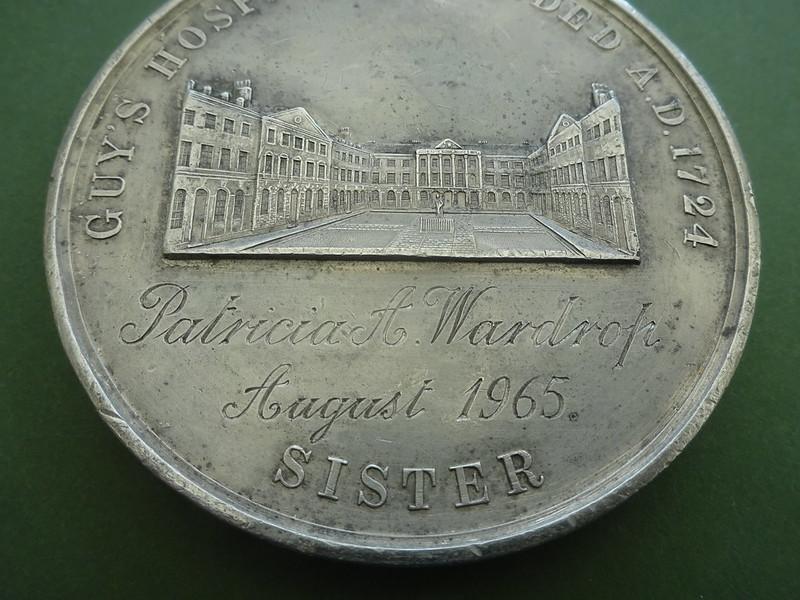 GUY'S HOSP DED A.D. 1724
Patricia A. Wardrop.
August 1965.
SISTER